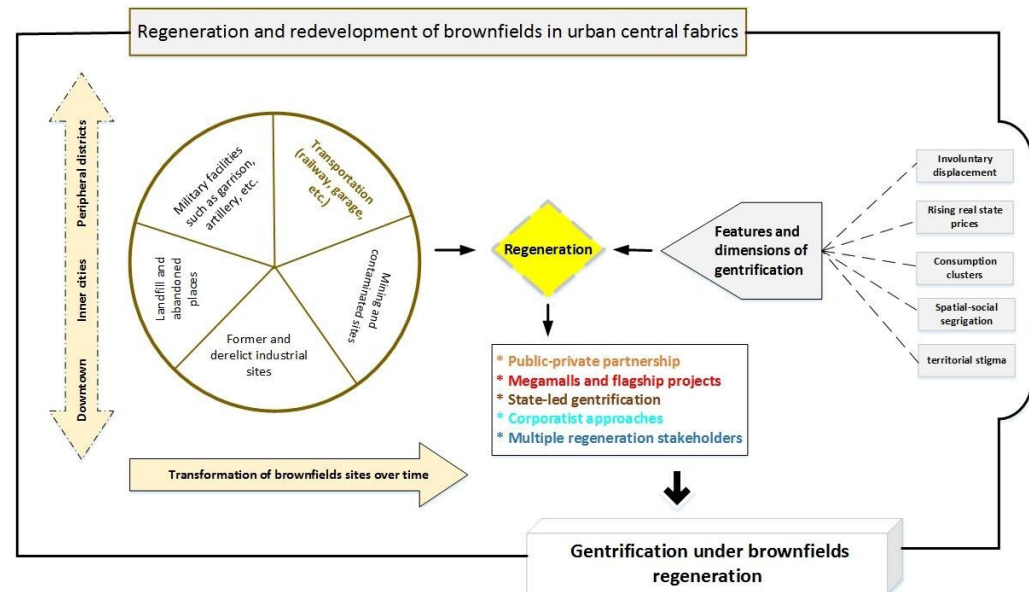 Regeneration and redevelopment of brownfields in urban central fabrics
Peripheral districts
Inner cities
Downtown
Military facilities
such as garrison,
artillery, etc.
Transportation
(railway, garage,
etc.)
Landfill and
abandoned
places
Mining and
contaminated sites
Former and
derelict industrial
sites
Transformation of brownfields sites over time
Regeneration
* Public-private partnership
* Megamalls and flagship projects
* State-led gentrification
* Corporatist approaches
* Multiple regeneration stakeholders
Features and
dimensions of
gentrification
Involuntary
displacement
Rising real state
prices
Consumption
clusters
Spatial-social
segrigation
territorial stigma
Gentrification under brownfields
regeneration